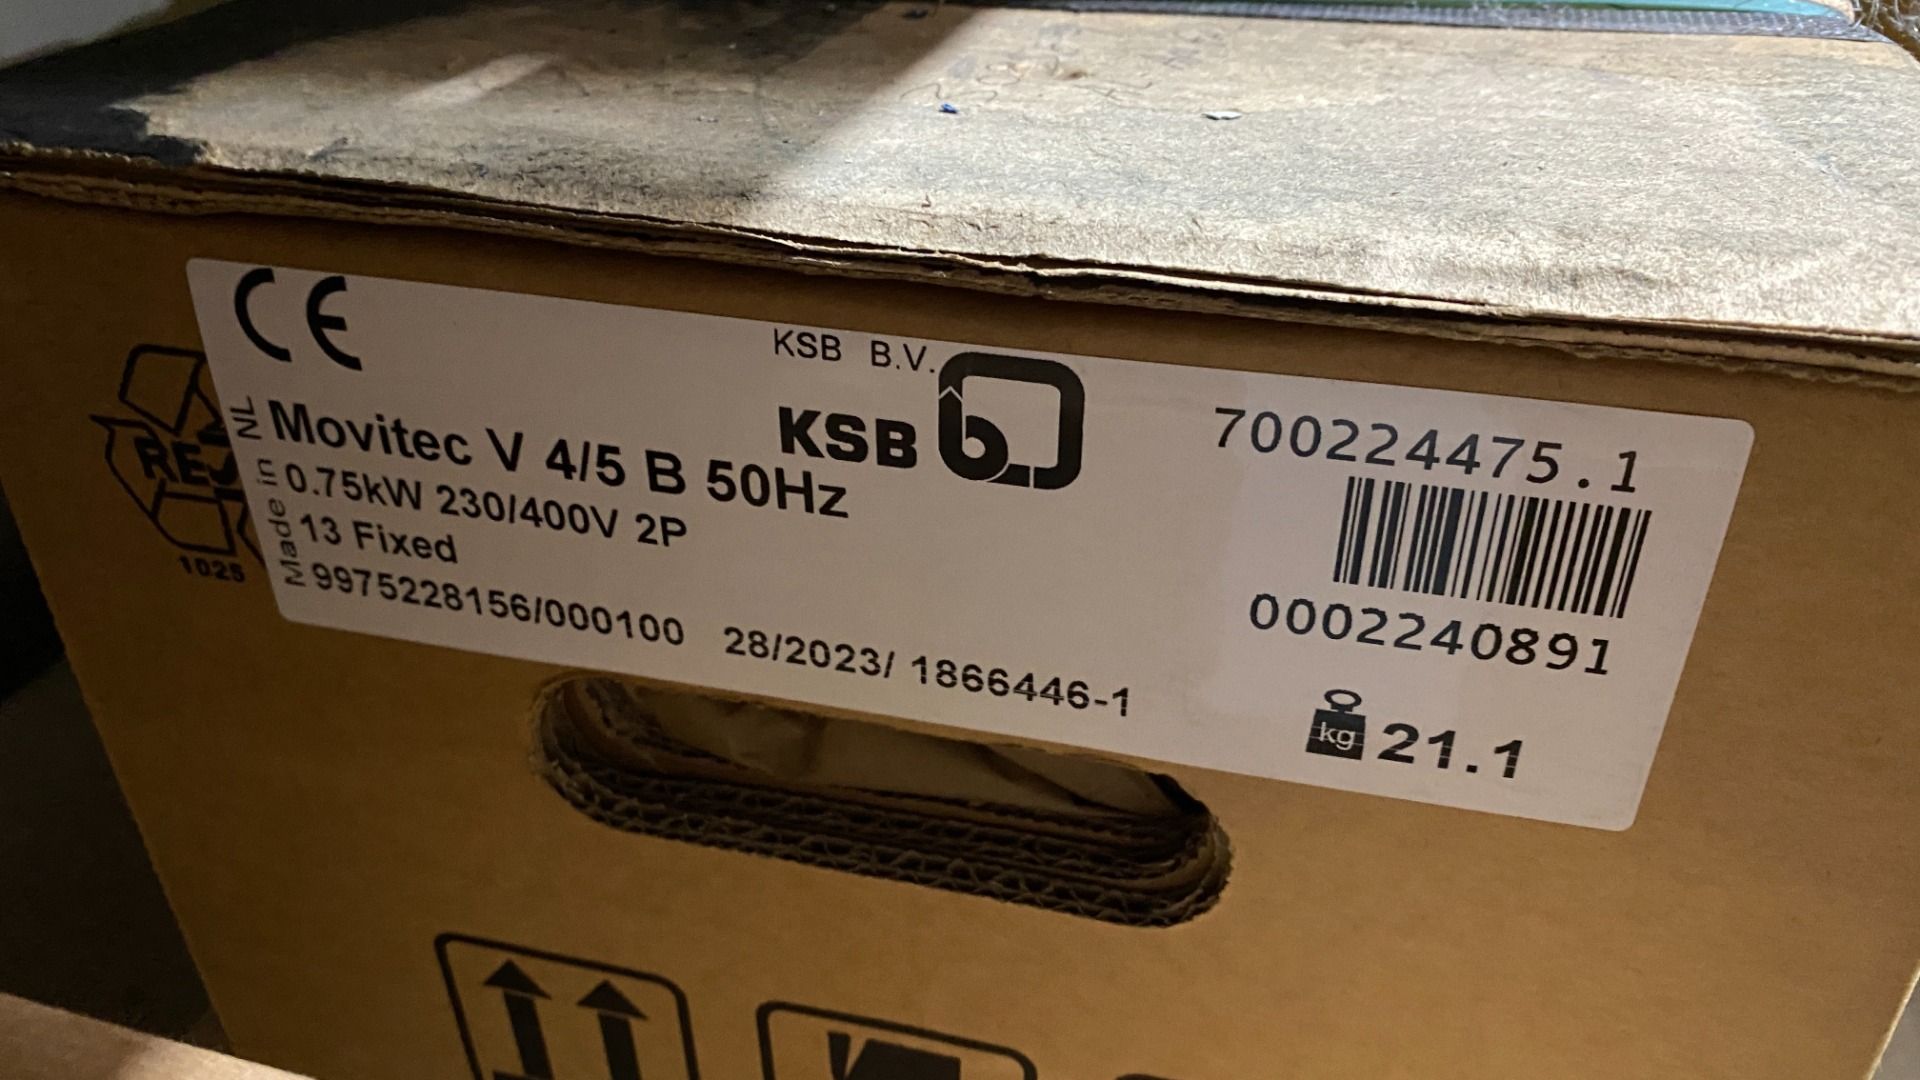 CE
KSB B.V.
KSB b
Made in NL
Movitec V 4/5 B 50Hz
0.75kW 230/400V 2P
13 Fixed
9975228156/000100 28/2023/ 1866446-1
700224475.1
0002240891
kg 21.1
1025